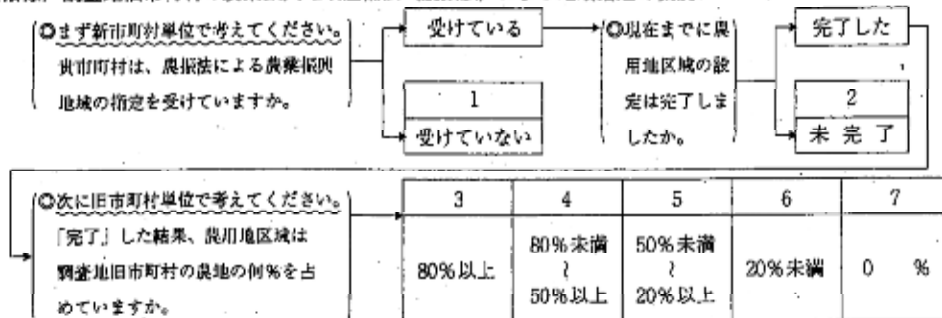 ◎まず新市町村単位で考えてください。
貴市町村は、農振法による農業振興
地域の指定を受けていますか。
受けている
1
受けていない
◎現在までに農
用地区域の設
定は完了しま
したか。
完了した
2
未完了
◎次に旧市町村単位で考えてください。
「完了」した結果、農用地区域は
調査地旧市町村の農地の何%を占
めていますか。
3
80%以上
4
80%未満
~
50%以上
5
50%未満
~
20%以上
6
20%未満
7
0 %